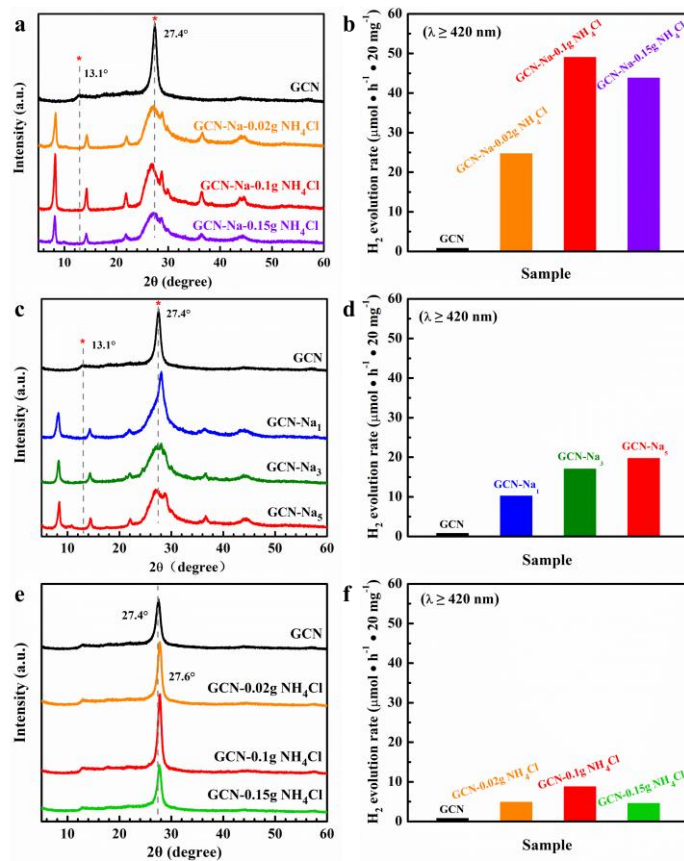 a
*
27.4°
*
13.1°
GCN
GCN-Na-0.02g NH₄Cl
GCN-Na-0.1g NH₄Cl
GCN-Na-0.15g NH₄Cl
Intensity (a.u.)
10 20 30 40 50 60
2θ (degree)
b
(λ ≥ 420 nm)
GCN
GCN-Na-0.02g NH₄Cl
GCN-Na-0.1g NH₄Cl
GCN-Na-0.15g NH₄Cl
H₂ evolution rate (μmol • h⁻¹ • 20 mg⁻¹)
60
50
40
30
20
10
0
Sample
c
*
27.4°
*
13.1°
GCN
GCN-Na₁
GCN-Na₃
GCN-Na₅
Intensity (a.u.)
10 20 30 40 50 60
2θ（degree）
d
(λ ≥ 420 nm)
GCN
GCN-Na₁
GCN-Na₃
GCN-Na₅
H₂ evolution rate (μmol • h⁻¹ • 20 mg⁻¹)
60
50
40
30
20
10
0
Sample
e
27.4°
GCN
27.6°
GCN-0.02g NH₄Cl
GCN-0.1g NH₄Cl
GCN-0.15g NH₄Cl
Intensity (a.u.)
10 20 30 40 50 60
2θ (degree)
f
(λ ≥ 420 nm)
GCN
GCN-0.02g NH₄Cl
GCN-0.1g NH₄Cl
GCN-0.15g NH₄Cl
H₂ evolution rate (μmol • h⁻¹ • 20 mg⁻¹)
60
50
40
30
20
10
0
Sample